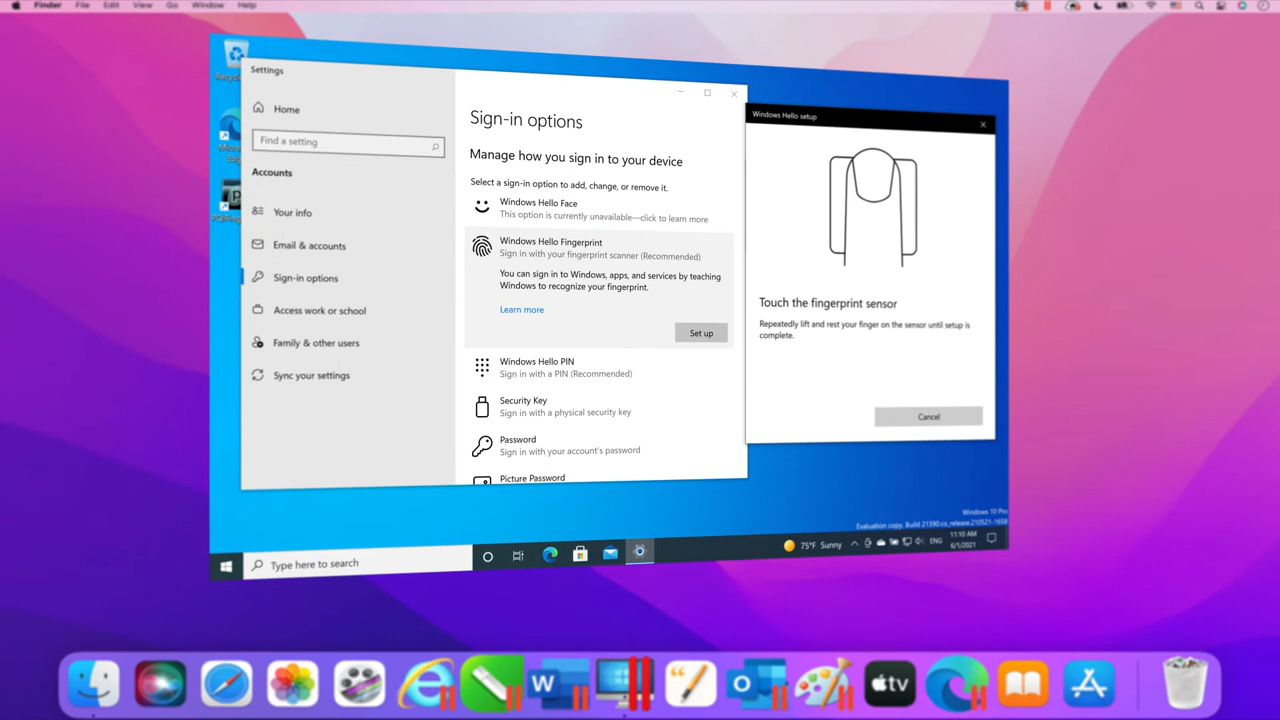 Finder File Edit View Go Window Help
Settings
Home
Find a setting
Accounts
Your info
Email & accounts
Sign-in options
Access work or school
Family & other users
Sync your settings
Sign-in options
Manage how you sign in to your device
Select a sign-in option to add, change, or remove it.
Windows Hello Face
This option is currently unavailable—click to learn more
Windows Hello Fingerprint
Sign in with your fingerprint scanner (Recommended)
You can sign in to Windows, apps, and services by teaching
Windows to recognize your fingerprint.
Learn more
Set up
Windows Hello PIN
Sign in with a PIN (Recommended)
Security Key
Sign in with a physical security key
Password
Sign in with your account's password
Picture Password
Windows Hello setup
Touch the fingerprint sensor
Repeatedly lift and rest your finger on the sensor until setup is
complete.
Cancel
Windows 10 Pro
Evaluation copy. Build 21390.co_release.210521-1658
Type here to search
75°F Sunny
ENG
11:10 AM
6/1/2021
W
O
tv